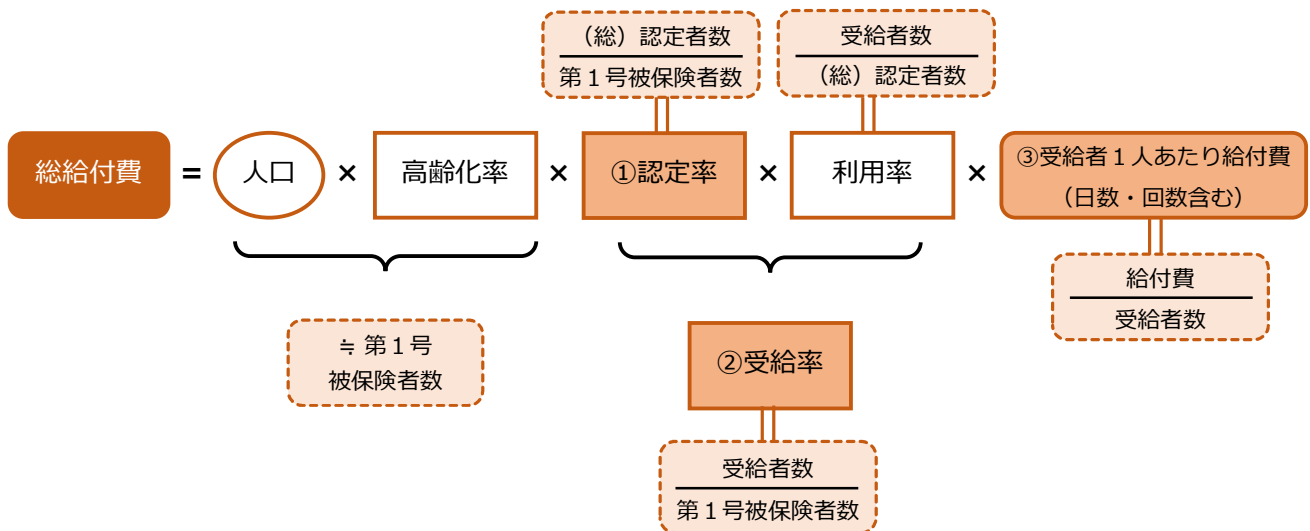 （総）認定者数
第１号被保険者数
受給者数
（総）認定者数
総給付費
=
人口
×
高齢化率
×
①認定率
×
利用率
×
③受給者１人あたり給付費
（日数・回数含む）
給付費
受給者数
≒ 第１号
被保険者数
②受給率
受給者数
第１号被保険者数